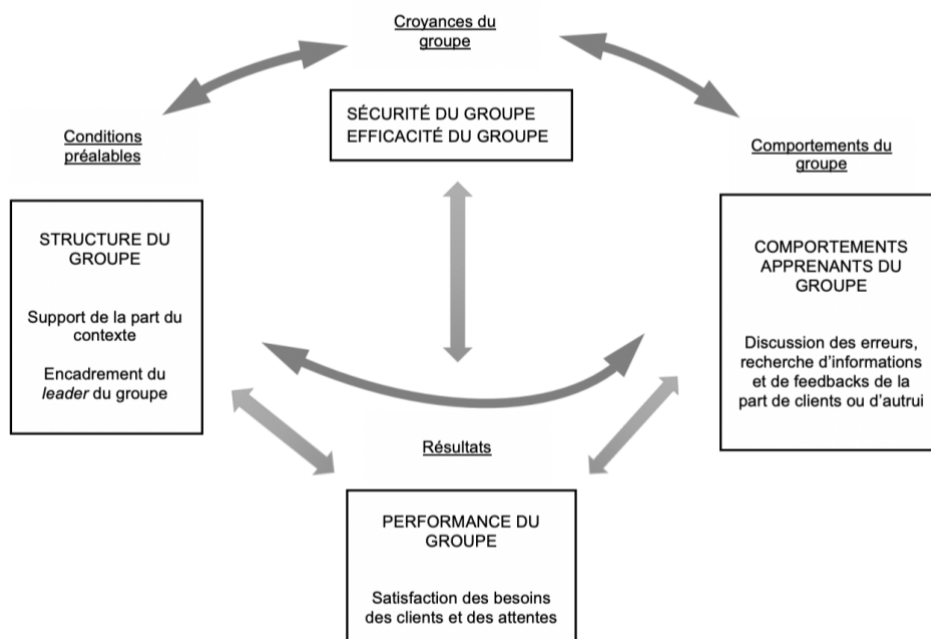 Croyances du
groupe
SÉCURITÉ DU GROUPE
EFFICACITÉ DU GROUPE
Conditions
préalables
STRUCTURE DU
GROUPE
Support de la part du
contexte
Encadrement du
leader du groupe
Comportements du
groupe
COMPORTEMENTS
APPRENANTS DU
GROUPE
Discussion des erreurs,
recherche d'informations
et de feedbacks de la
part de clients ou d'autrui
Résultats
PERFORMANCE DU
GROUPE
Satisfaction des besoins
des clients et des attentes